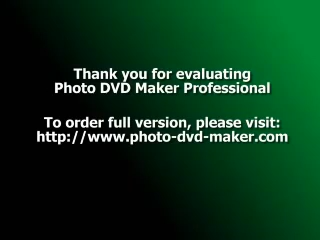 Thank you for evaluating
Photo DVD Maker Professional
To order full version, please visit:
http://www.photo-dvd-maker.com